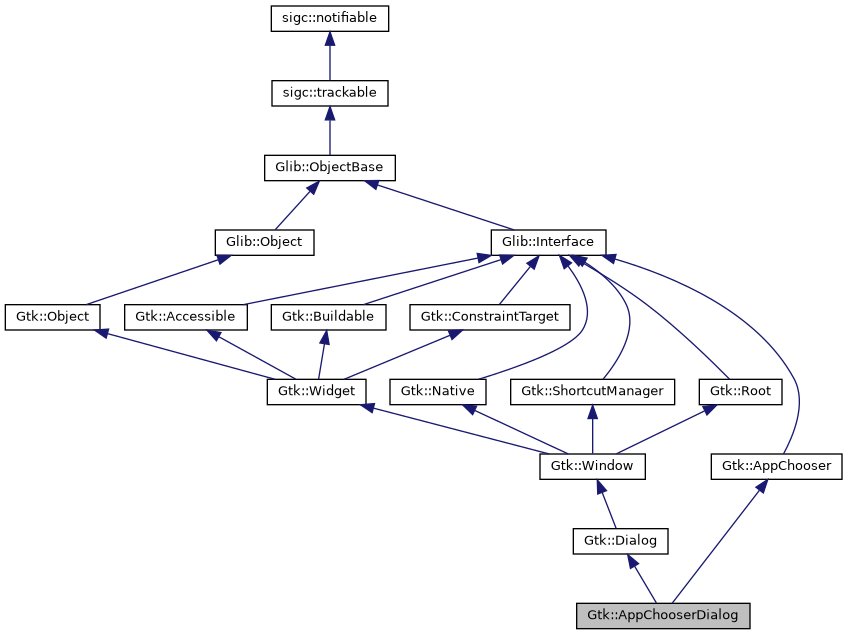 sigc::notifiable
sigc::trackable
Glib::ObjectBase
Glib::Object
Glib::Interface
Gtk::Object
Gtk::Accessible
Gtk::Buildable
Gtk::ConstraintTarget
Gtk::Widget
Gtk::Native
Gtk::ShortcutManager
Gtk::Root
Gtk::Window
Gtk::AppChooser
Gtk::Dialog
Gtk::AppChooserDialog